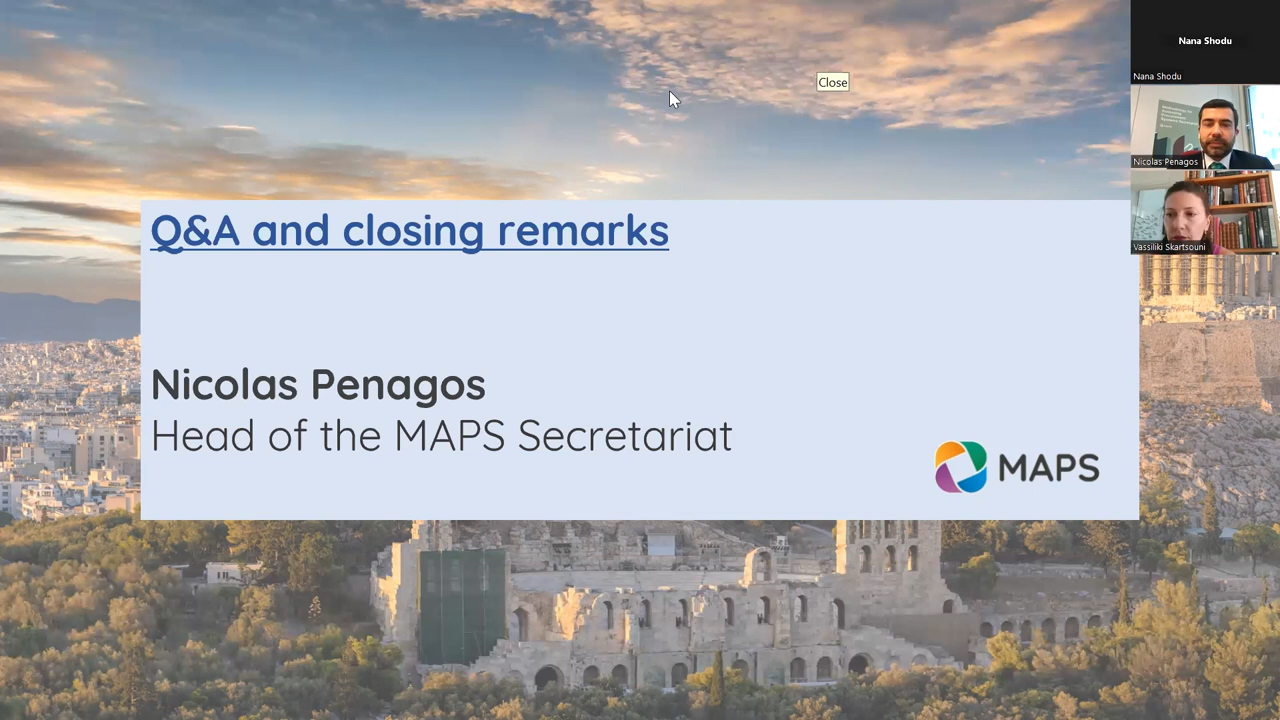 Nana Shodu
Nana Shodu
Close
Nicolas Penagos
Vassiliki Skartsouni
Q&A and closing remarks
Nicolas Penagos
Head of the MAPS Secretariat
MAPS